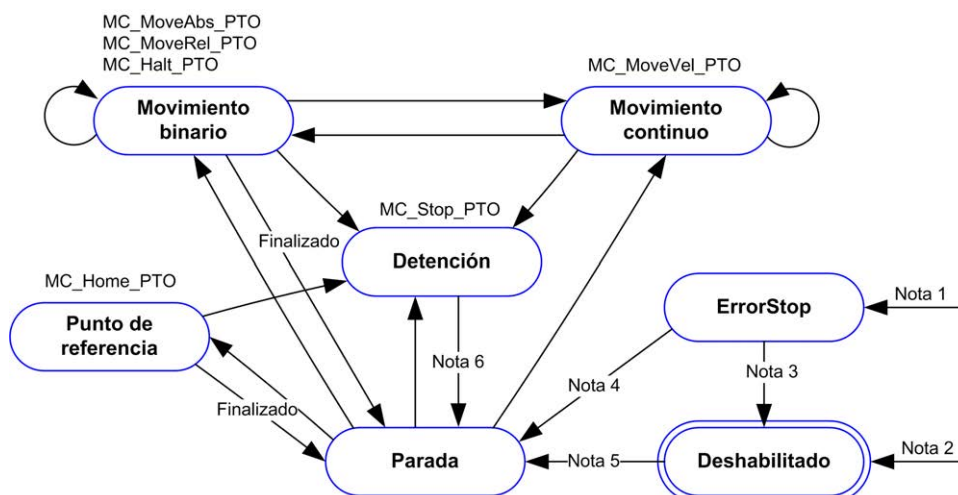 MC_MoveAbs_PTO
MC_MoveRel_PTO
MC_Halt_PTO
MC_MoveVel_PTO
Movimiento
binario
Movimiento
continuo
MC_Stop_PTO
Finalizado
Detención
MC_Home_PTO
Punto de
referencia
ErrorStop
Nota 1
Nota 6
Nota 4
Nota 3
Finalizado
Parada
Nota 5
Deshabilitado
Nota 2